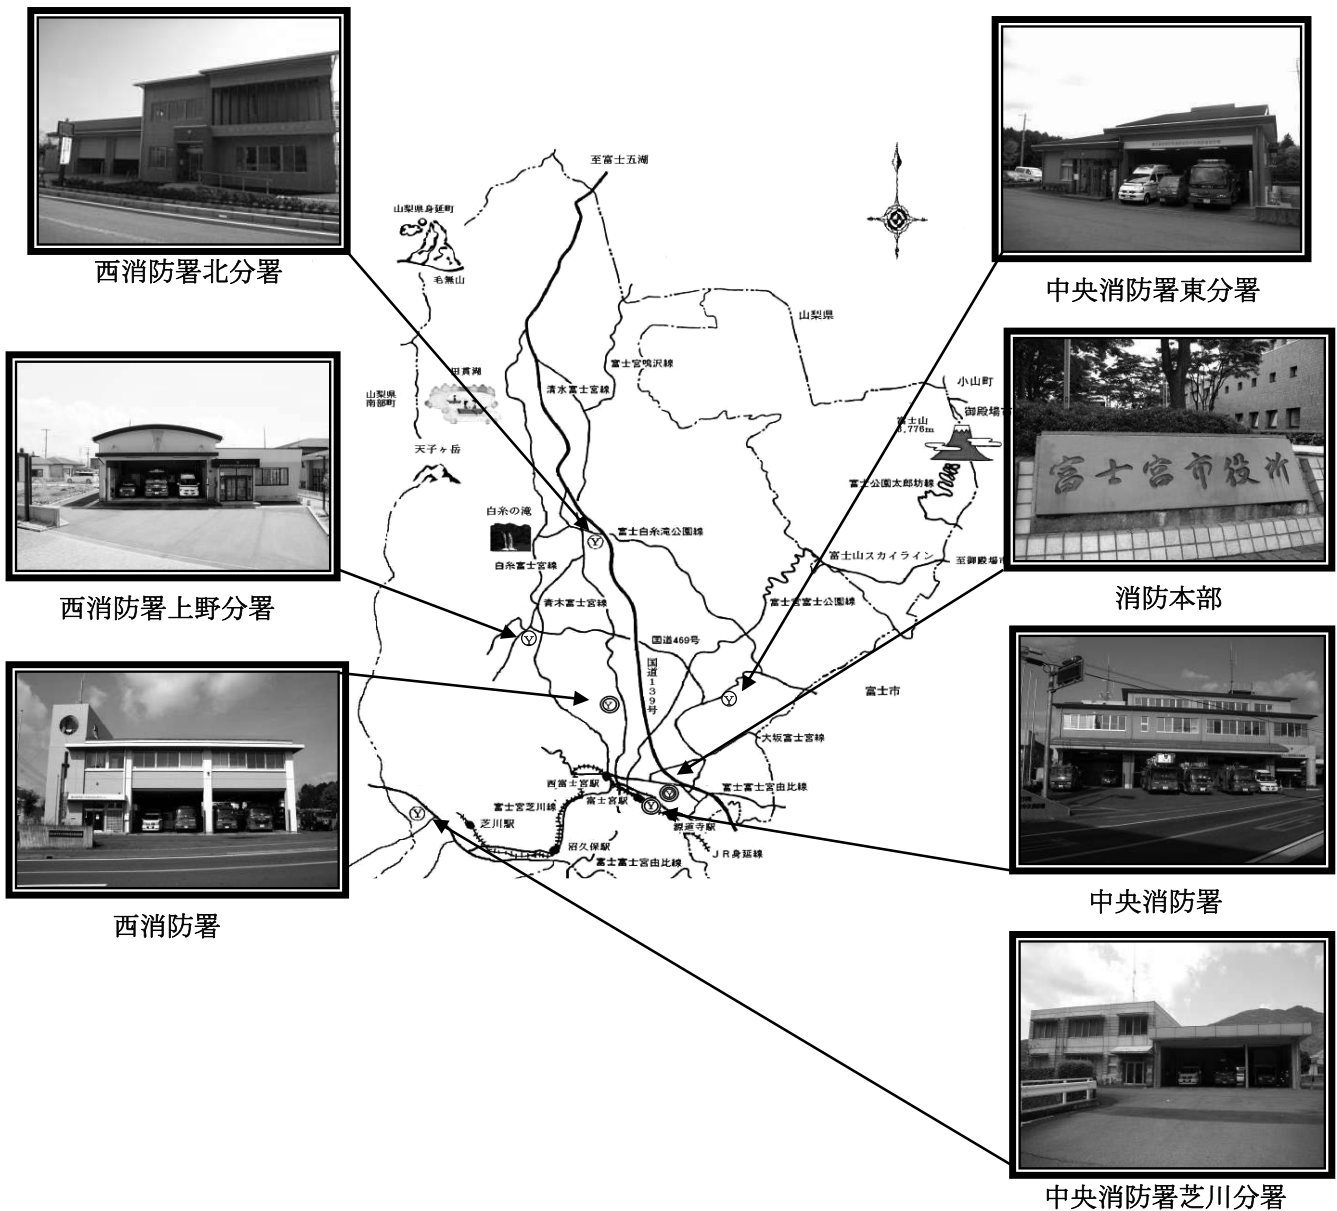 西消防署北分署
中央消防署東分署
西消防署上野分署
富士宮市役所
消防本部
西消防署
中央消防署
中央消防署芝川分署
至富士五湖
山梨県身延町
毛無山
山梨県
富士宮鳴沢線
清水富士宮線
田貫湖
山梨県
南部町
小山町
御殿場市
富士山
3,776m
天子ヶ岳
富士公園太郎坊線
白糸の滝
富士白糸滝公園線
富士山スカイライン
至御殿場市
白糸富士宮線
青木富士宮線
富士宮富士公園線
国道469号
国道139号
富士市
大坂富士宮線
西富士宮駅
富士宮駅
富士富士宮由比線
富士宮芝川線
芝川駅
源道寺駅
沼久保駅
JR身延線
富士富士宮由比線
Y
Y
Y
Y
Y
Y
Y